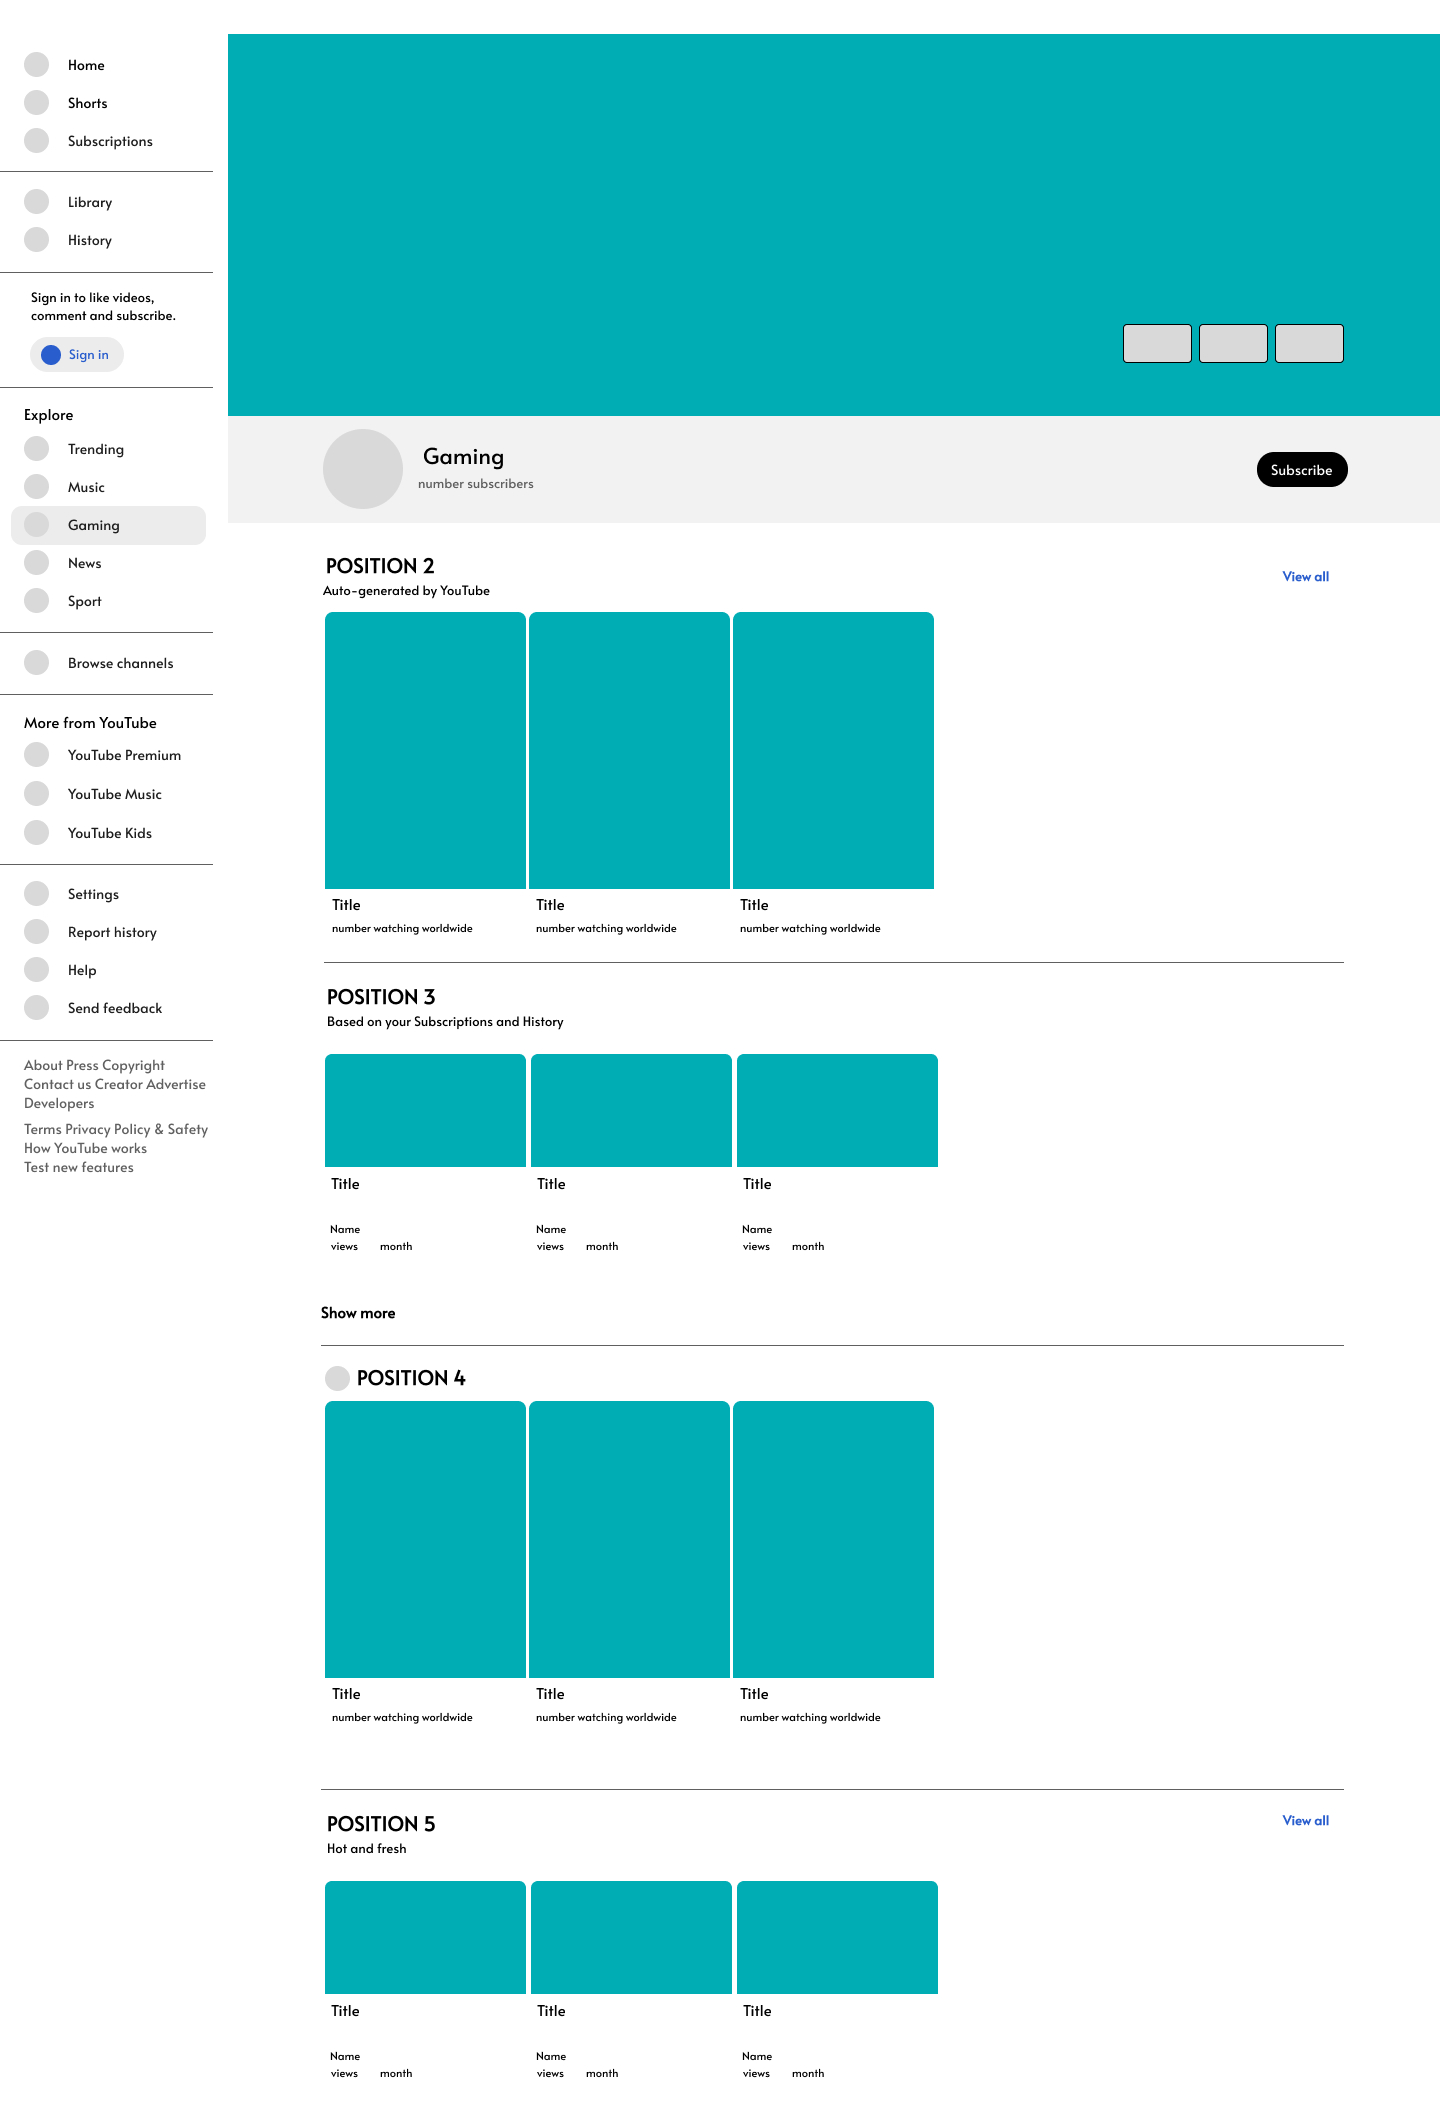 Home
Shorts
Subscriptions
Library
History
Sign in to like videos,
comment and subscribe.
Sign in
Explore
Trending
Music
Gaming
News
Sport
Browse channels
More from YouTube
YouTube Premium
YouTube Music
YouTube Kids
Settings
Report history
Help
Send feedback
About Press Copyright
Contact us Creator Advertise
Developers
Terms Privacy Policy & Safety
How YouTube works
Test new features
Gaming
number subscribers
Subscribe
POSITION 2
View all
Auto-generated by YouTube
Title
Title
Title
number watching worldwide
number watching worldwide
number watching worldwide
POSITION 3
Based on your Subscriptions and History
Title
Title
Title
Name
Name
Name
views month
views month
views month
Show more
POSITION 4
Title
Title
Title
number watching worldwide
number watching worldwide
number watching worldwide
POSITION 5
View all
Hot and fresh
Title
Title
Title
Name
Name
Name
views month
views month
views month